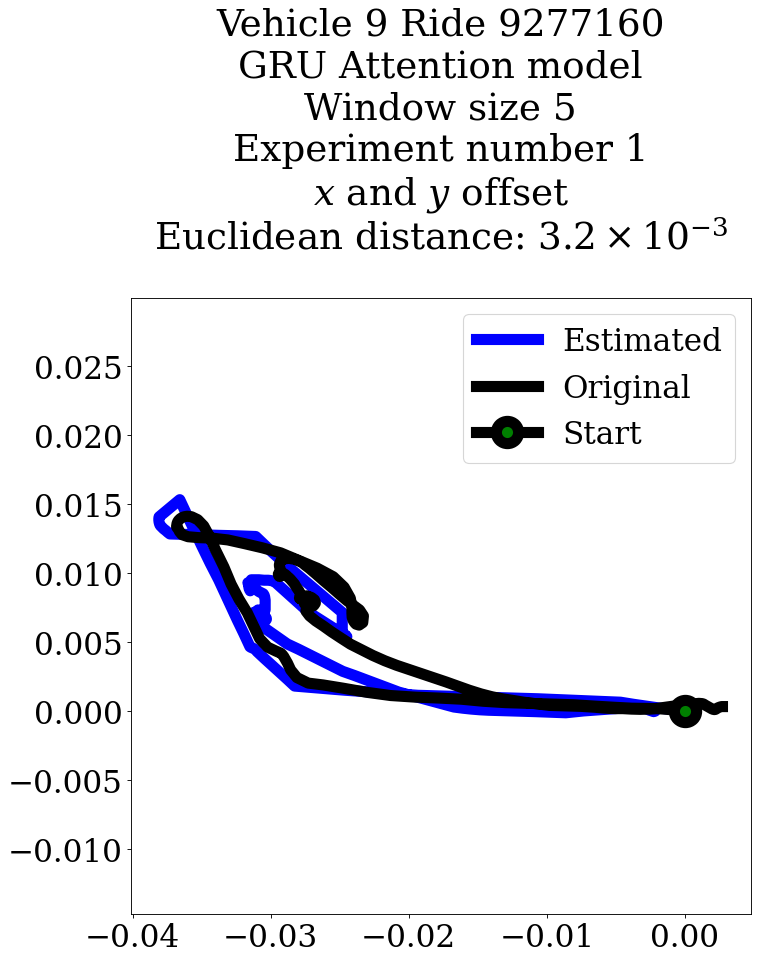 Vehicle 9 Ride 9277160
GRU Attention model
Window size 5
Experiment number 1
x and y offset
Euclidean distance: 3.2 × 10⁻³
Estimated
Original
Start
0.025
0.020
0.015
0.010
0.005
0.000
−0.005
−0.010
−0.04 −0.03 −0.02 −0.01 0.00